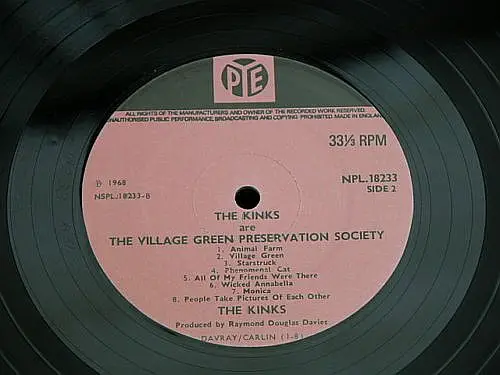 PYE
ALL RIGHTS OF THE MANUFACTURERS AND OWNER OF THE RECORDED WORK RESERVED
UNAUTHORISED PUBLIC PERFORMANCE, BROADCASTING AND COPYING PROHIBITED. MADE IN ENGLAND
33⅓ RPM
℗ 1968
NPL.18233
NSPL.18233-B
SIDE 2
THE KINKS
are
THE VILLAGE GREEN PRESERVATION SOCIETY
1. Animal Farm
2. Village Green
3. Starstruck
4. Phenomenal Cat
5. All Of My Friends Were There
6. Wicked Annabella
7. Monica
8. People Take Pictures Of Each Other
THE KINKS
Produced by Raymond Douglas Davies
DAVRAY/CARLIN (1-8)